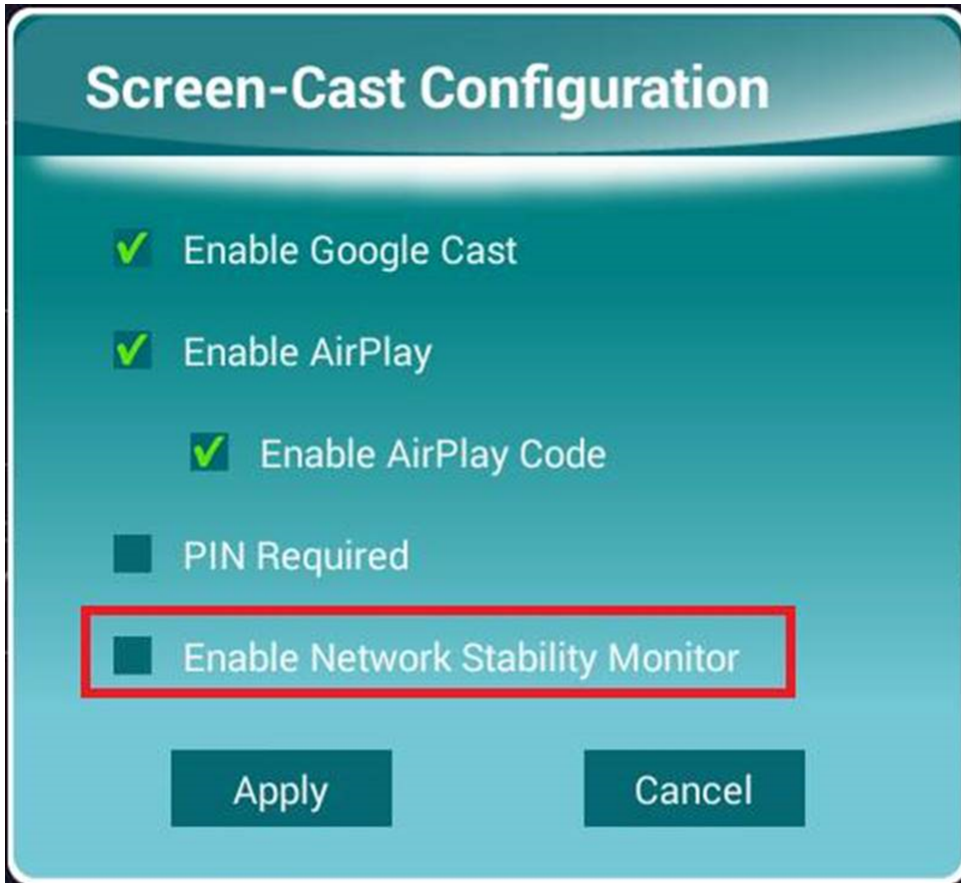 Screen-Cast Configuration
Enable Google Cast
Enable AirPlay
Enable AirPlay Code
PIN Required
Enable Network Stability Monitor
Apply
Cancel